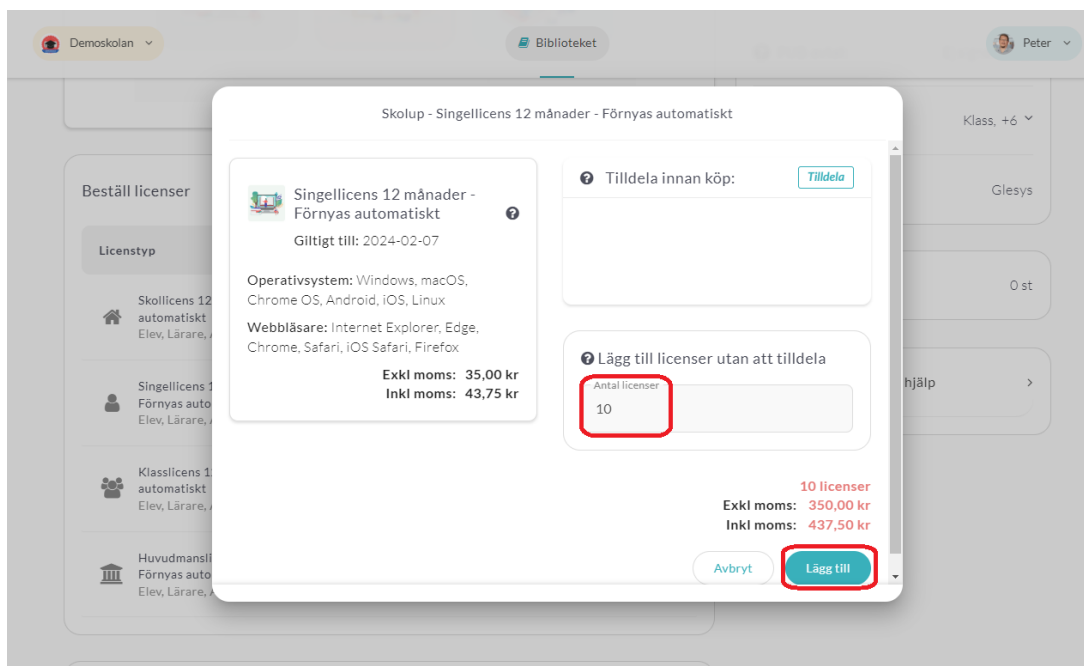 Demoskolan
Biblioteket
Peter
Skolup - Singellicens 12 månader - Förnyas automatiskt
Klass, +6
Beställ licenser
Glesys
Licenstyp
Singellicens 12 månader -
Förnyas automatiskt
Giltigt till: 2024-02-07
Operativsystem: Windows, macOS,
Chrome OS, Android, iOS, Linux
Webbläsare: Internet Explorer, Edge,
Chrome, Safari, iOS Safari, Firefox
Exkl moms: 35,00 kr
Inkl moms: 43,75 kr
Tilldela innan köp:
Tilldela
Lägg till licenser utan att tilldela
Antal licenser
10
10 licenser
Exkl moms: 350,00 kr
Inkl moms: 437,50 kr
Avbryt
Lägg till
Skollicens 12
automatiskt
Elev, Lärare,
Singellicens 1
Förnyas auto
Elev, Lärare,
Klasslicens 1
automatiskt
Elev, Lärare,
Huvudmansli
Förnyas auto
Elev, Lärare,
0 st
hjälp